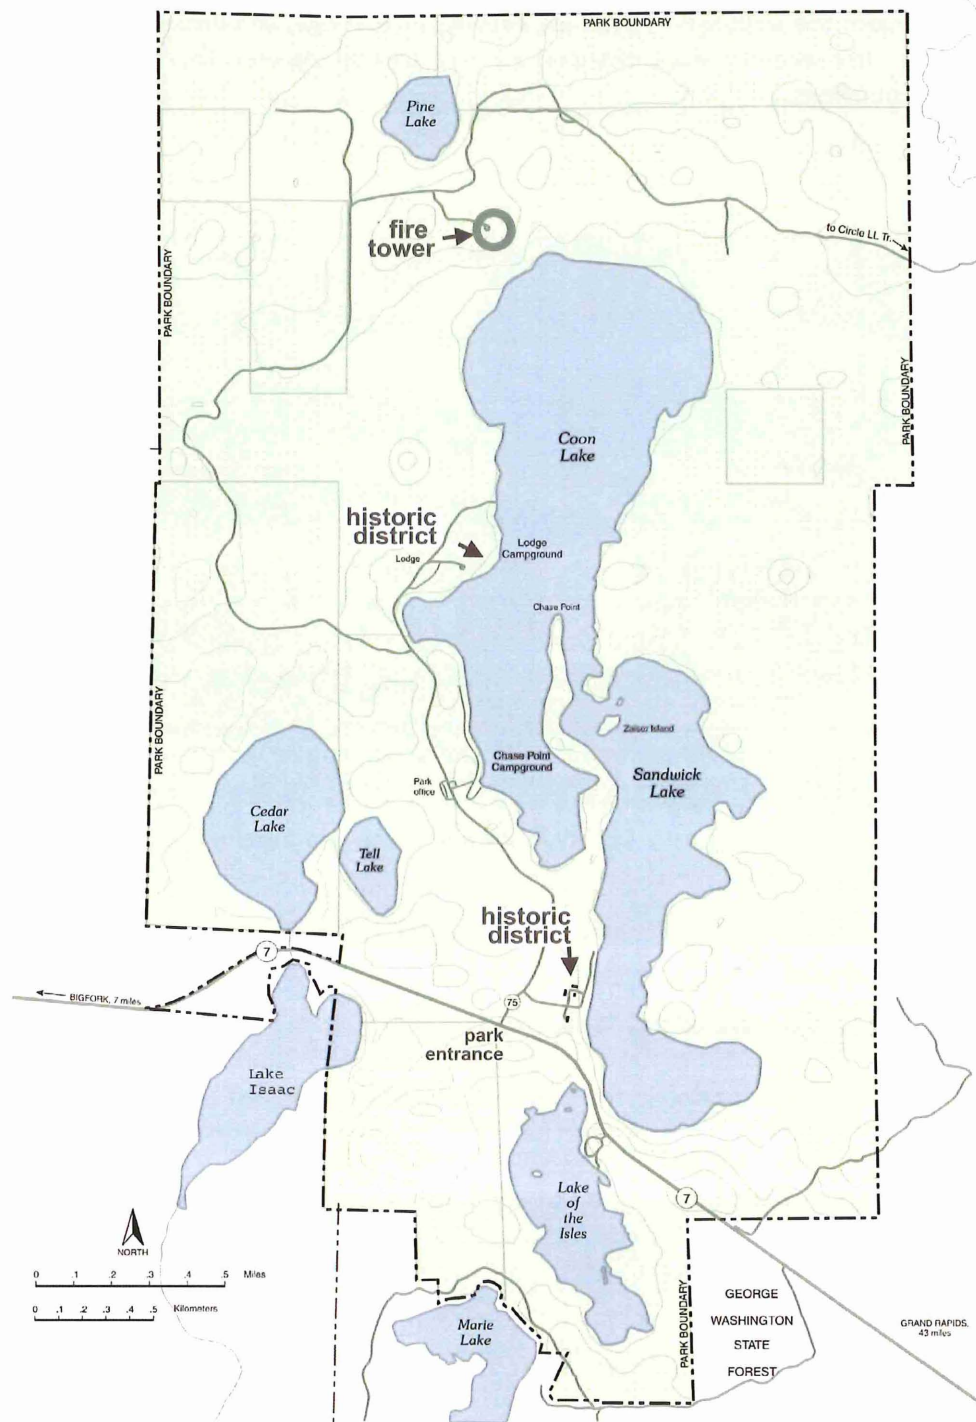 PARK BOUNDARY
Pine
Lake
fire
tower
to Circle LL Tr.
PARK BOUNDARY
PARK BOUNDARY
Coon
Lake
historic
district
Lodge
Lodge
Campground
Chase Point
PARK BOUNDARY
Zaiser Island
Chase Point
Campground
Sandwick
Lake
Park
office
Cedar
Lake
Tell
Lake
historic
district
7
BIGFORK, 7 miles
75
park
entrance
Lake
Isaac
Lake
of
the
Isles
7
NORTH
0 .1 .2 .3 .4 .5 Miles
0 .1 .2 .3 .4 .5 Kilometers
Marie
Lake
PARK BOUNDARY
GEORGE
WASHINGTON
STATE
FOREST
GRAND RAPIDS,
43 miles